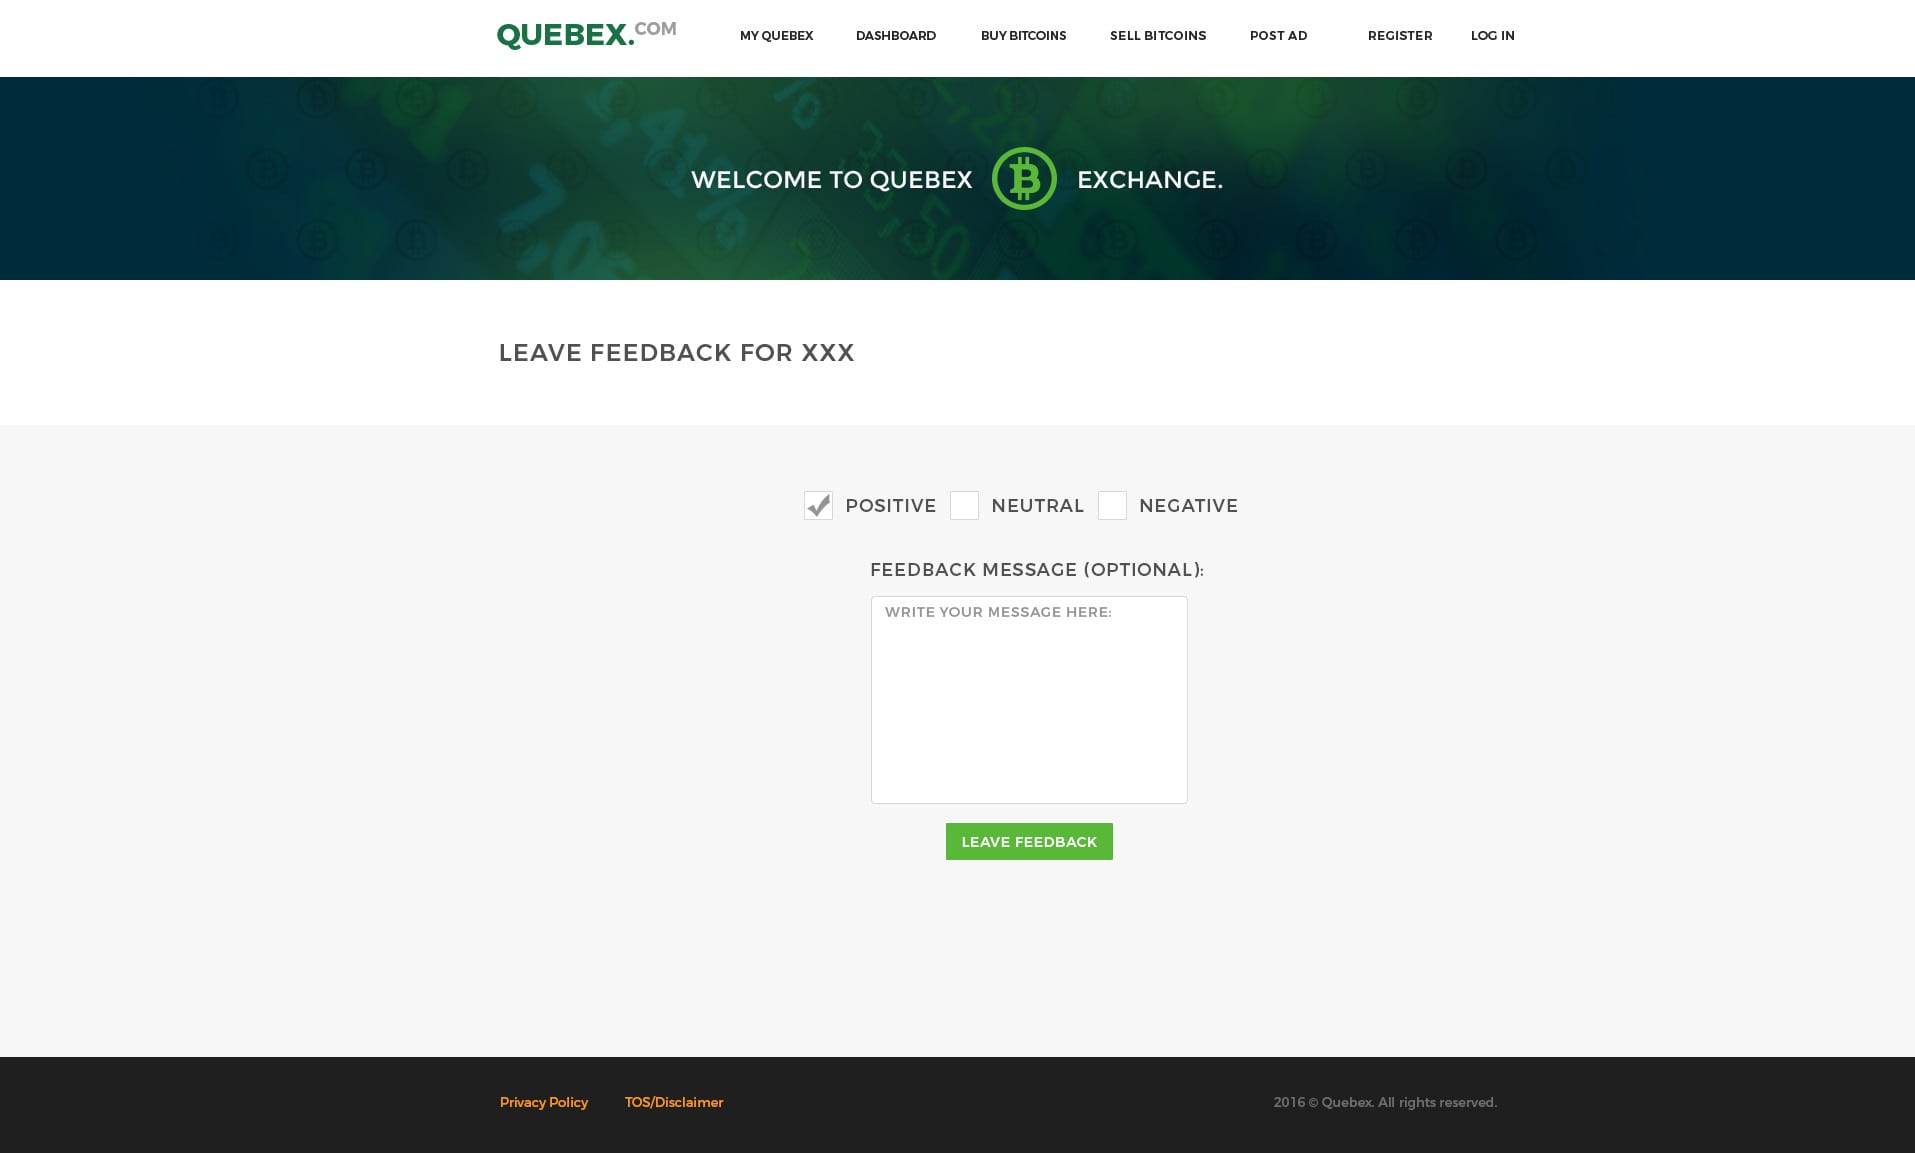 QUEBEX.COM
MY QUEBEX DASHBOARD BUY BITCOINS SELL BITCOINS POST AD REGISTER LOG IN
WELCOME TO QUEBEX EXCHANGE.
LEAVE FEEDBACK FOR XXX
POSITIVE NEUTRAL NEGATIVE
FEEDBACK MESSAGE (OPTIONAL):
WRITE YOUR MESSAGE HERE:
LEAVE FEEDBACK
Privacy Policy TOS/Disclaimer 2016 © Quebex. All rights reserved.